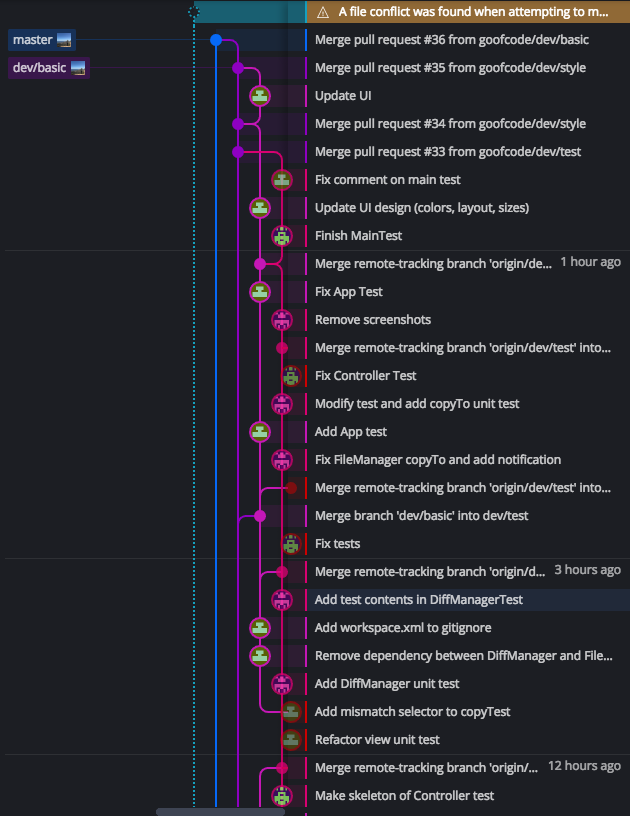 A file conflict was found when attempting to m...
master
Merge pull request #36 from goofcode/dev/basic
dev/basic
Merge pull request #35 from goofcode/dev/style
Update UI
Merge pull request #34 from goofcode/dev/style
Merge pull request #33 from goofcode/dev/test
Fix comment on main test
Update UI design (colors, layout, sizes)
Finish MainTest
Merge remote-tracking branch 'origin/de... 1 hour ago
Fix App Test
Remove screenshots
Merge remote-tracking branch 'origin/dev/test' into...
Fix Controller Test
Modify test and add copyTo unit test
Add App test
Fix FileManager copyTo and add notification
Merge remote-tracking branch 'origin/dev/test' into...
Merge branch 'dev/basic' into dev/test
Fix tests
Merge remote-tracking branch 'origin/d... 3 hours ago
Add test contents in DiffManagerTest
Add workspace.xml to gitignore
Remove dependency between DiffManager and File...
Add DiffManager unit test
Add mismatch selector to copyTest
Refactor view unit test
Merge remote-tracking branch 'origin/... 12 hours ago
Make skeleton of Controller test